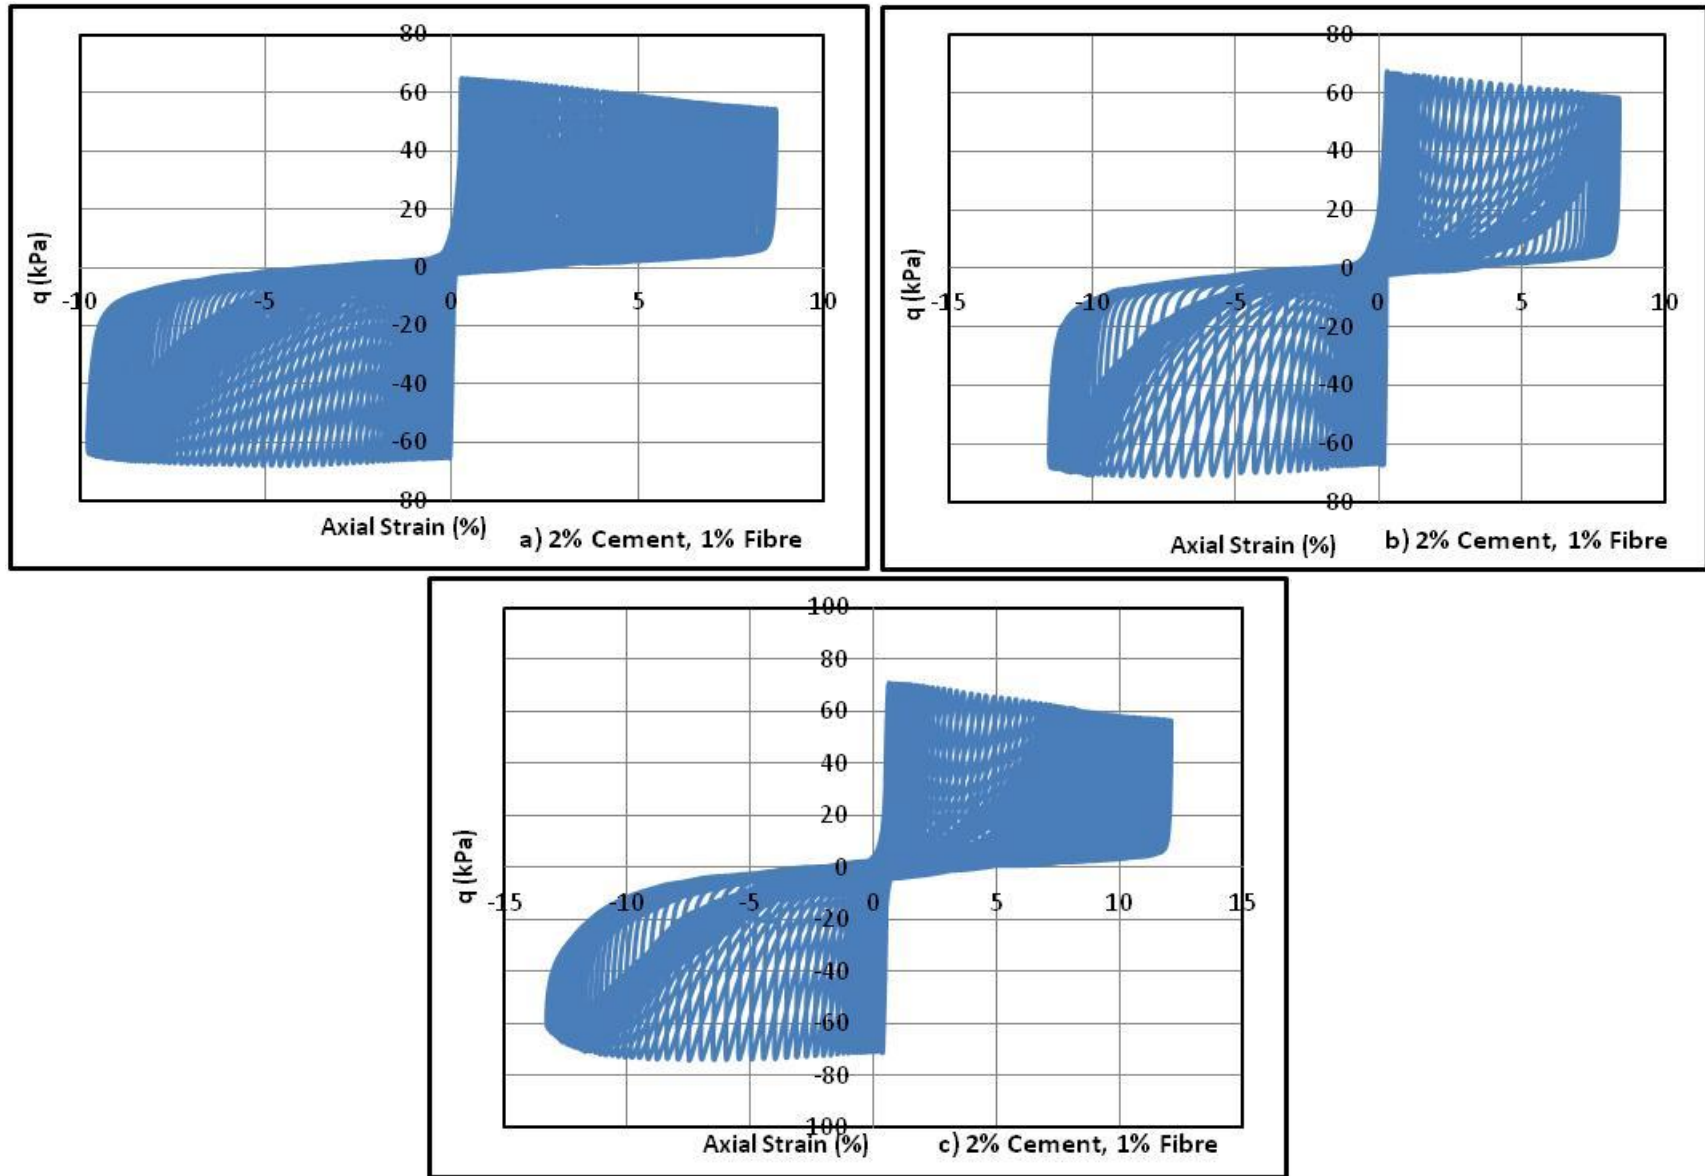 80
60
40
20
0
-20
-40
-60
80
-10 -5 0 5 10
q (kPa)
Axial Strain (%)
a) 2% Cement, 1% Fibre
80
60
40
20
0
-20
-40
-60
80
-15 -10 -5 0 5 10
q (kPa)
Axial Strain (%)
b) 2% Cement, 1% Fibre
100
80
60
40
20
0
-20
-40
-60
-80
100
-15 -10 -5 0 5 10 15
q (kPa)
Axial Strain (%)
c) 2% Cement, 1% Fibre